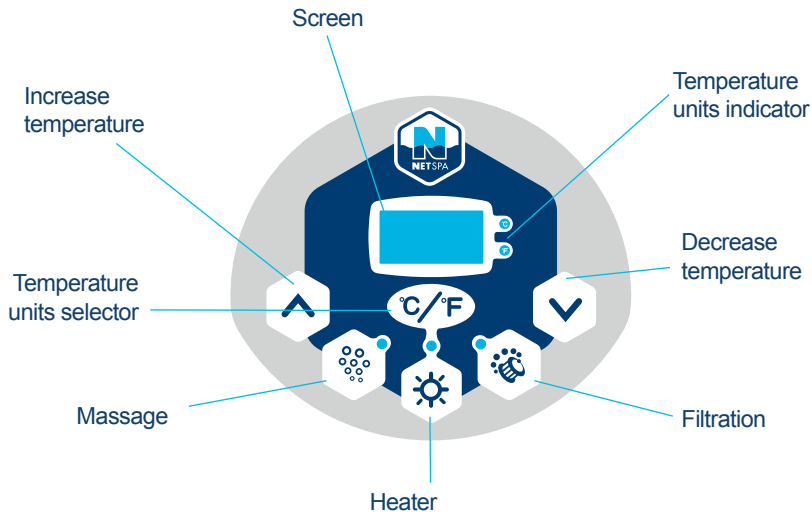 Screen
Increase
temperature
Temperature
units indicator
N
NETSPA
C
F
Decrease
temperature
Temperature
units selector
°C/°F
Massage
Filtration
Heater